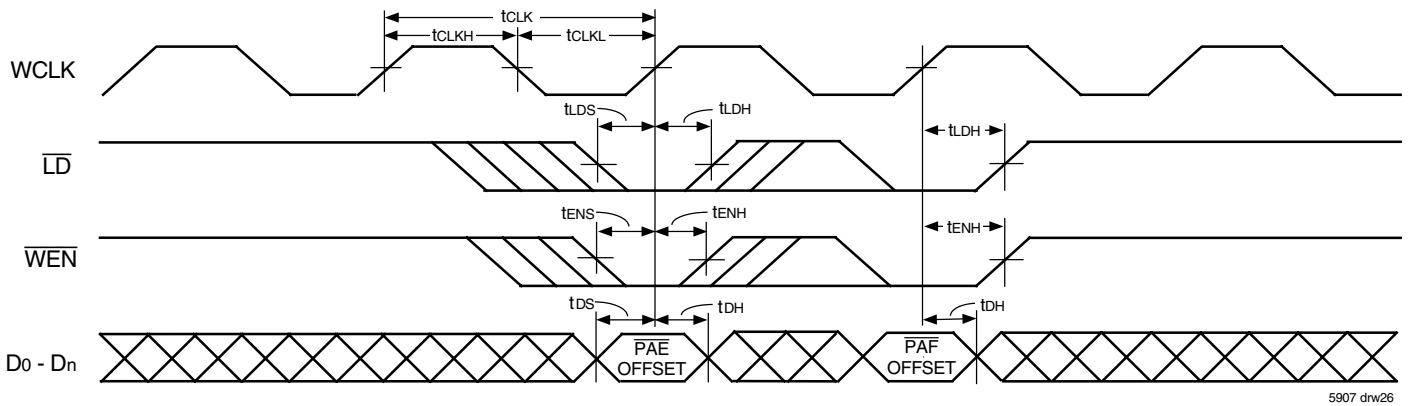 tCLK
tCLKH
tCLKL
WCLK
tLDS
tLDH
tLDH
LD
tENS
tENH
tENH
WEN
tDS
tDH
tDH
D0 - Dn
PAE
OFFSET
PAF
OFFSET
5907 drw26